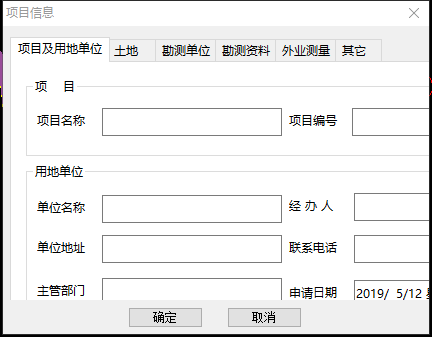 项目信息
项目及用地单位 土地 勘测单位 勘测资料 外业测量 其它
项 目
项目名称 项目编号
用地单位
单位名称 经 办 人
单位地址 联系电话
主管部门 申请日期 2019/ 5/12
确定 取消